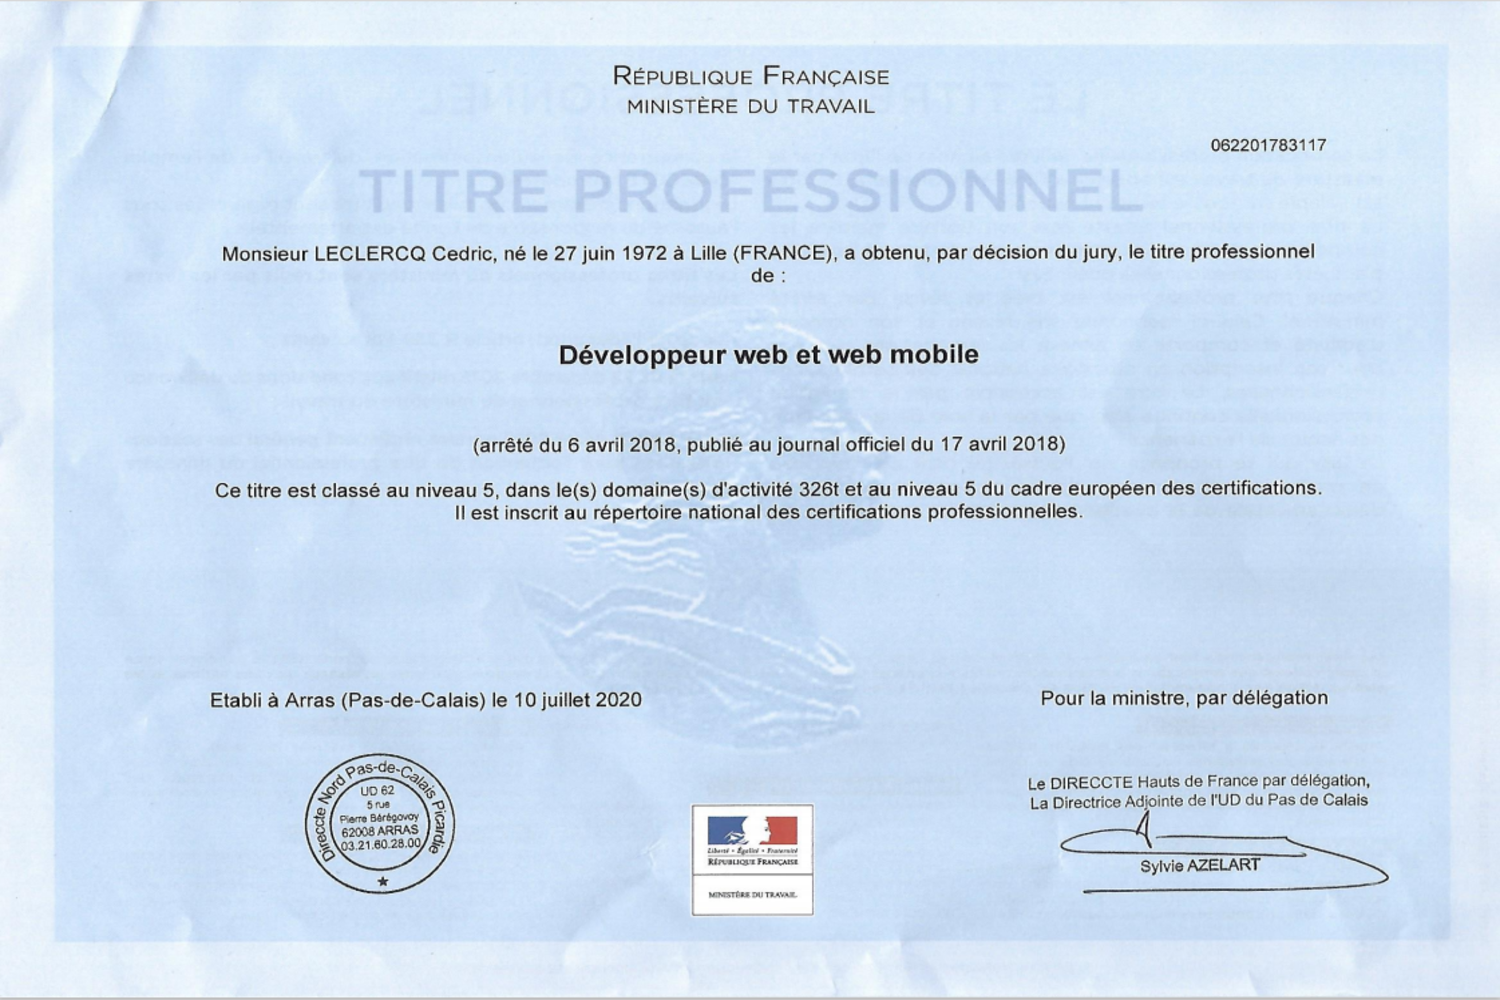 RÉPUBLIQUE FRANÇAISE
MINISTÈRE DU TRAVAIL
062201783117
TITRE PROFESSIONNEL
Monsieur LECLERCQ Cedric, né le 27 juin 1972 à Lille (FRANCE), a obtenu, par décision du jury, le titre professionnel
de :
Développeur web et web mobile
(arrêté du 6 avril 2018, publié au journal officiel du 17 avril 2018)
Ce titre est classé au niveau 5, dans le(s) domaine(s) d'activité 326t et au niveau 5 du cadre européen des certifications.
Il est inscrit au répertoire national des certifications professionnelles.
Etabli à Arras (Pas-de-Calais) le 10 juillet 2020
Pour la ministre, par délégation
Direccte Nord Pas-de-Calais Picardie
UD 62
5 rue
Pierre Bérégovoy
62008 ARRAS
03.21.60.28.00
Liberté • Égalité • Fraternité
RÉPUBLIQUE FRANÇAISE
MINISTÈRE DU TRAVAIL
Le DIRECCTE Hauts de France par délégation,
La Directrice Adjointe de l'UD du Pas de Calais
Sylvie AZELART